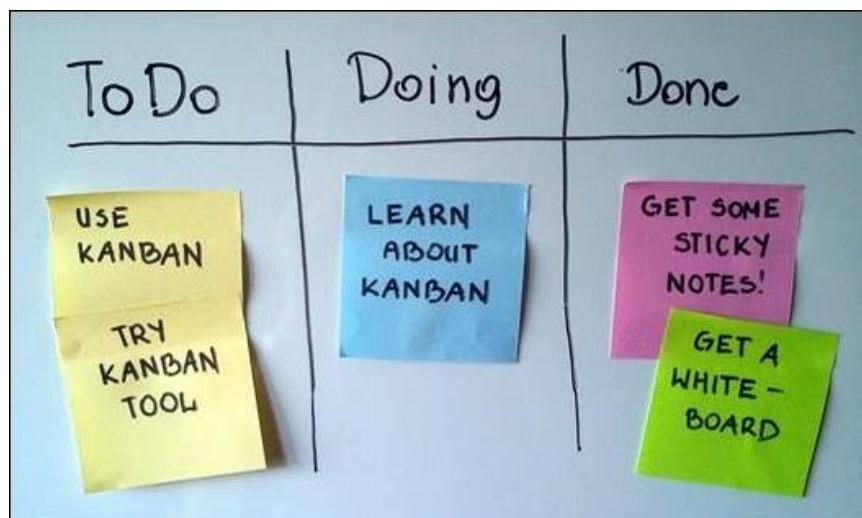 To Do
Doing
Done
USE
KANBAN
TRY
KANBAN
TOOL
LEARN
ABOUT
KANBAN
GET SOME
STICKY
NOTES!
GET A
WHITE-
BOARD